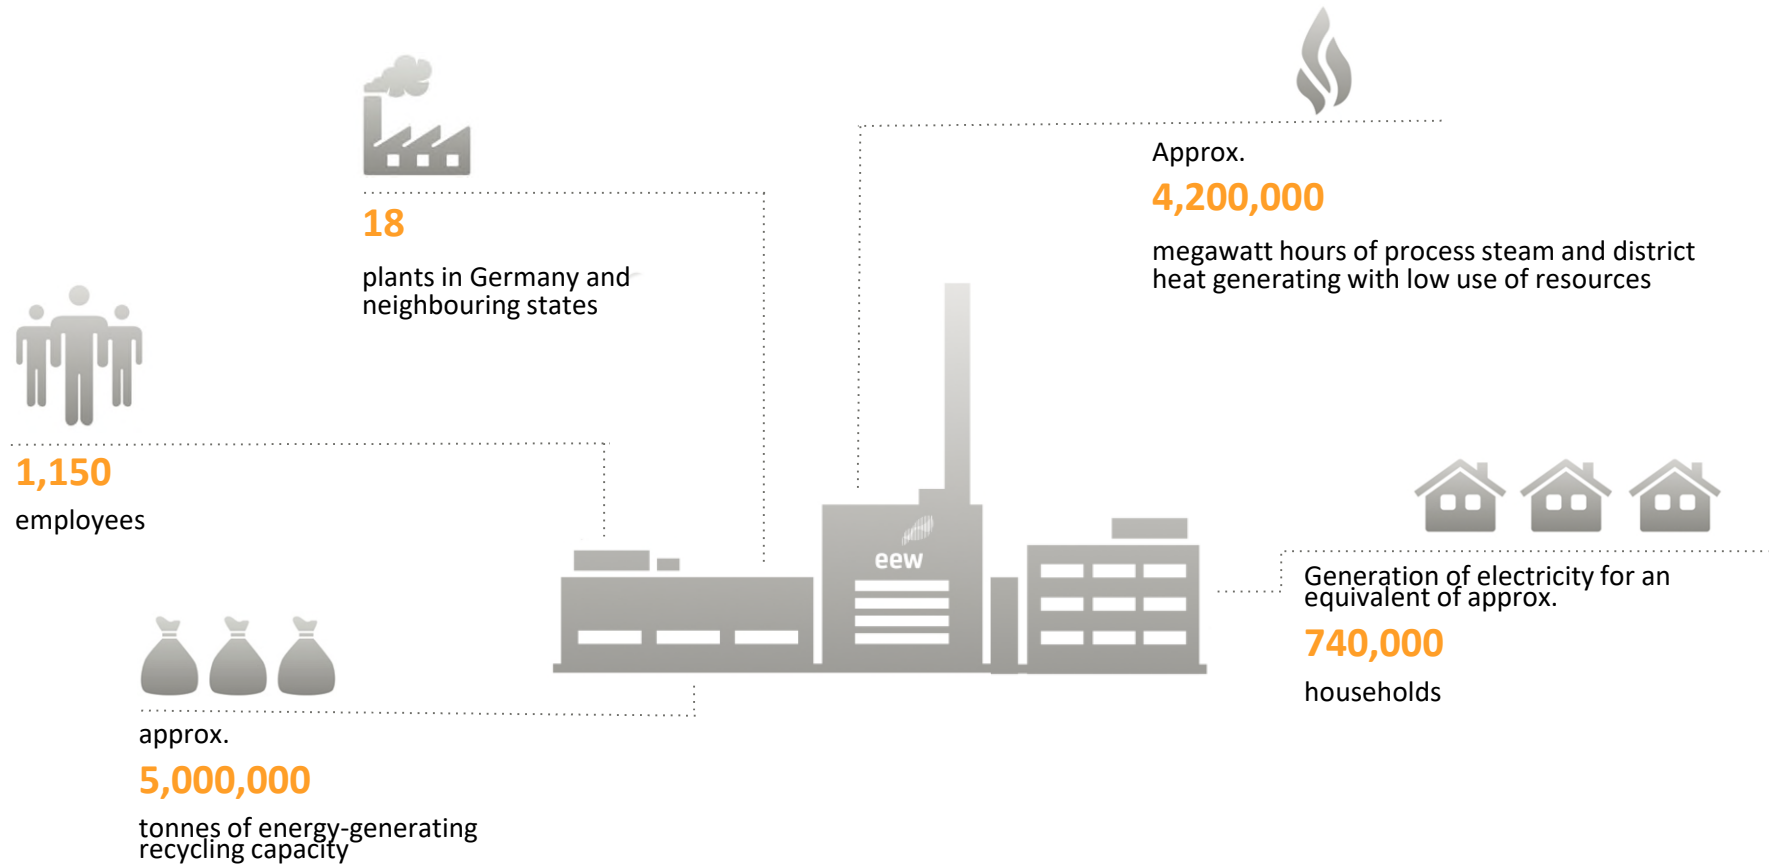 18
plants in Germany and
neighbouring states
Approx.
4,200,000
megawatt hours of process steam and district
heat generating with low use of resources
1,150
employees
eew
Generation of electricity for an
equivalent of approx.
740,000
households
approx.
5,000,000
tonnes of energy-generating
recycling capacity